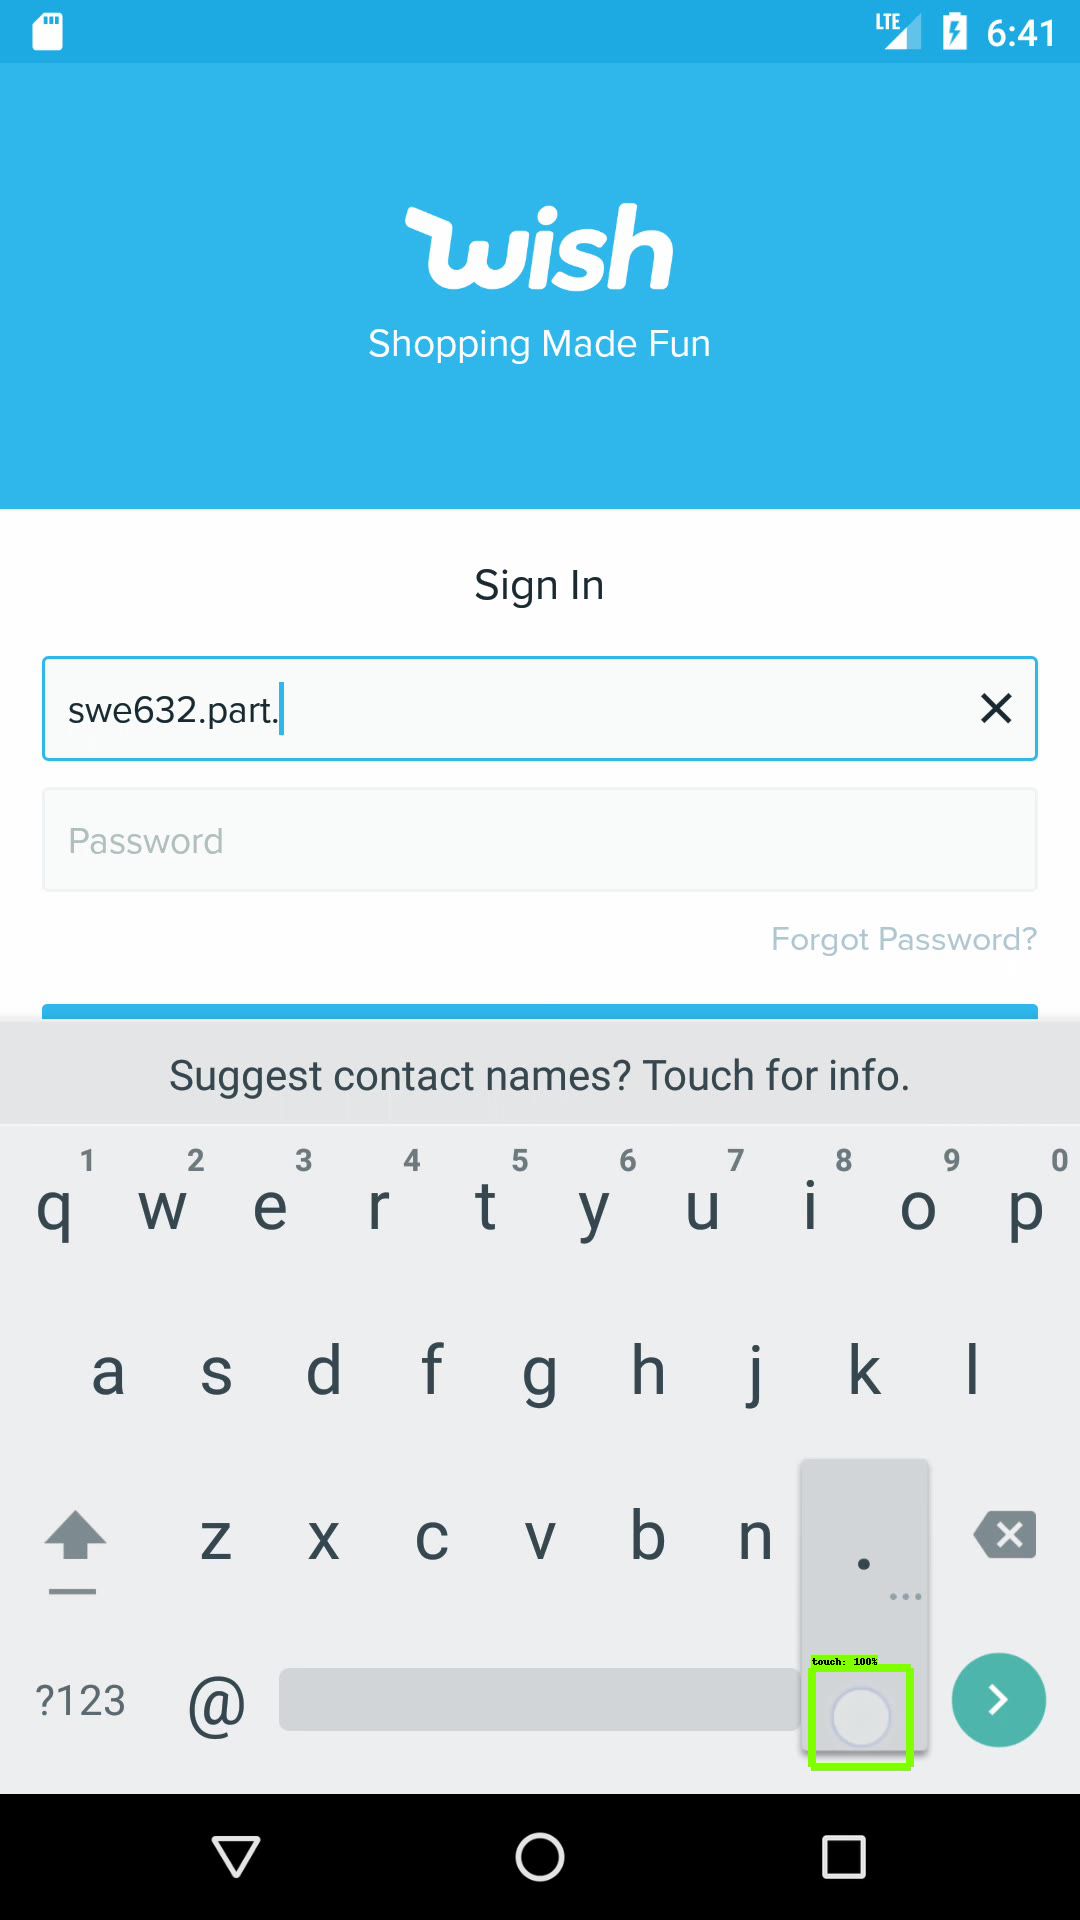 LTE 6:41
wish
Shopping Made Fun
Sign In
swe632.part.
Password
Forgot Password?
Suggest contact names? Touch for info.
1 2 3 4 5 6 7 8 9 0
q w e r t y u i o p
a s d f g h j k l
z x c v b n .
touch: 100%
?123 @